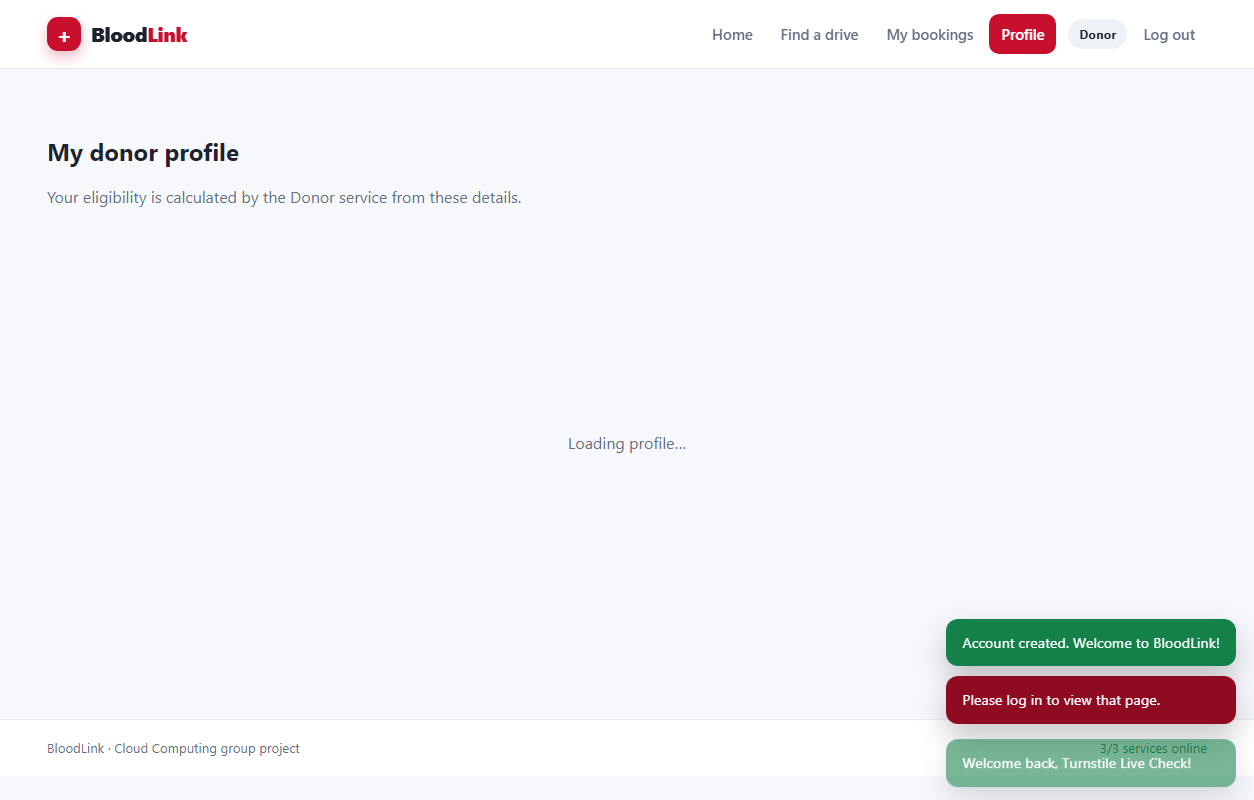 + BloodLink
Home Find a drive My bookings Profile Donor Log out
My donor profile
Your eligibility is calculated by the Donor service from these details.
Loading profile...
Account created. Welcome to BloodLink!
Please log in to view that page.
BloodLink · Cloud Computing group project
3/3 services online
Welcome back, Turnstile Live Check!